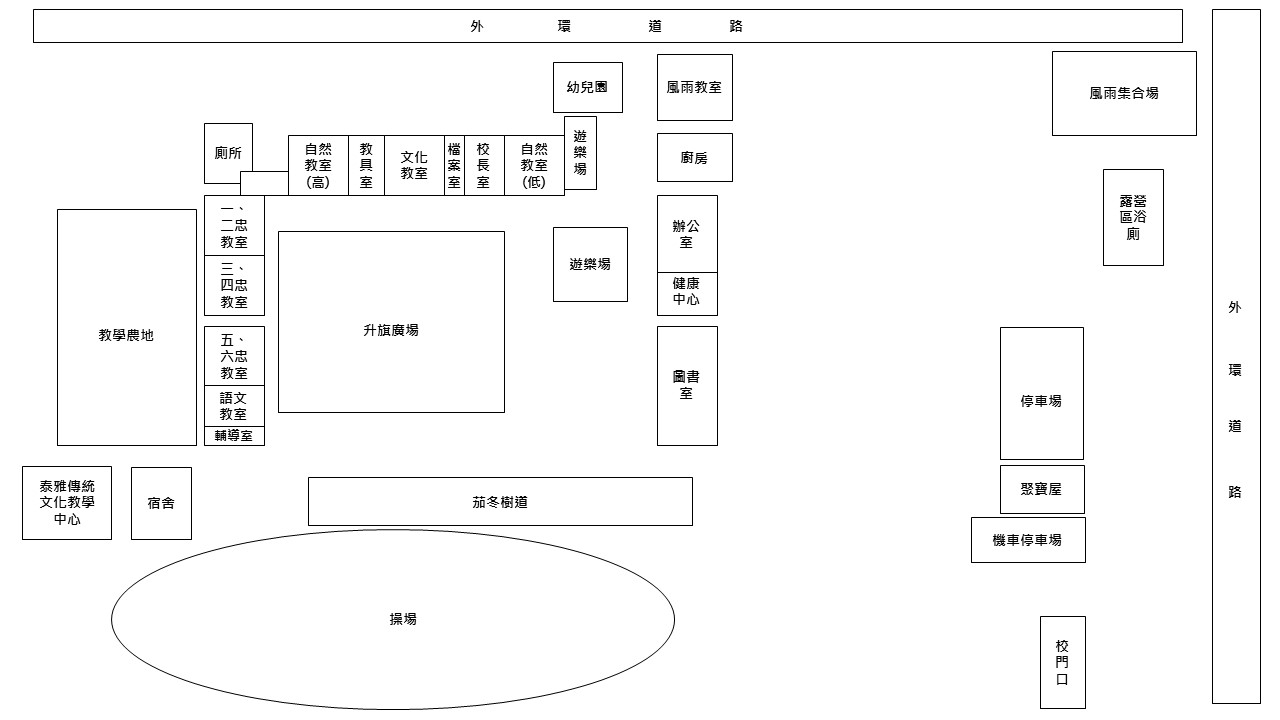 外 環 道 路
幼兒園
風雨教室
風雨集合場
廁所
自然
教室
(高)
教
具
室
文化
教室
檔
案
室
校
長
室
自然
教室
(低)
遊
樂
場
廚房
一、
二忠
教室
三、
四忠
教室
五、
六忠
教室
語文
教室
輔導室
教學農地
升旗廣場
遊樂場
辦公
室
健康
中心
圖書
室
露營
區浴
廁
外
環
道
路
停車場
聚寶屋
機車停車場
泰雅傳統
文化教學
中心
宿舍
茄冬樹道
操場
校
門
口